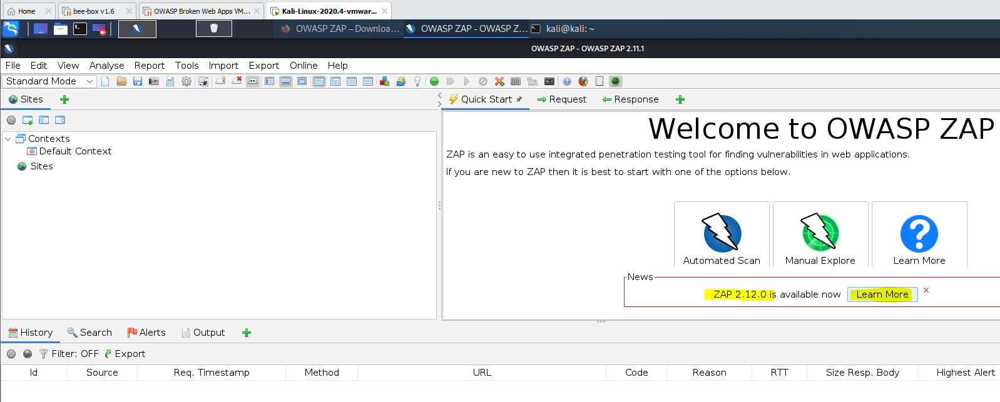 Home
bee-box v1.6
OWASP Broken Web Apps VM...
Kali-Linux-2020.4-vmwar...
OWASP ZAP – Downloa...
OWASP ZAP - OWASP Z...
kali@kali: ~
OWASP ZAP - OWASP ZAP 2.11.1
File Edit View Analyse Report Tools Import Export Online Help
Standard Mode
Sites
Quick Start
Request
Response
Contexts
Default Context
Sites
Welcome to OWASP ZAP
ZAP is an easy to use integrated penetration testing tool for finding vulnerabilities in web applications.
If you are new to ZAP then it is best to start with one of the options below.
Automated Scan
Manual Explore
Learn More
News
ZAP 2.12.0 is available now
Learn More
X
History
Search
Alerts
Output
Filter: OFF
Export
Id
Source
Req. Timestamp
Method
URL
Code
Reason
RTT
Size Resp. Body
Highest Alert